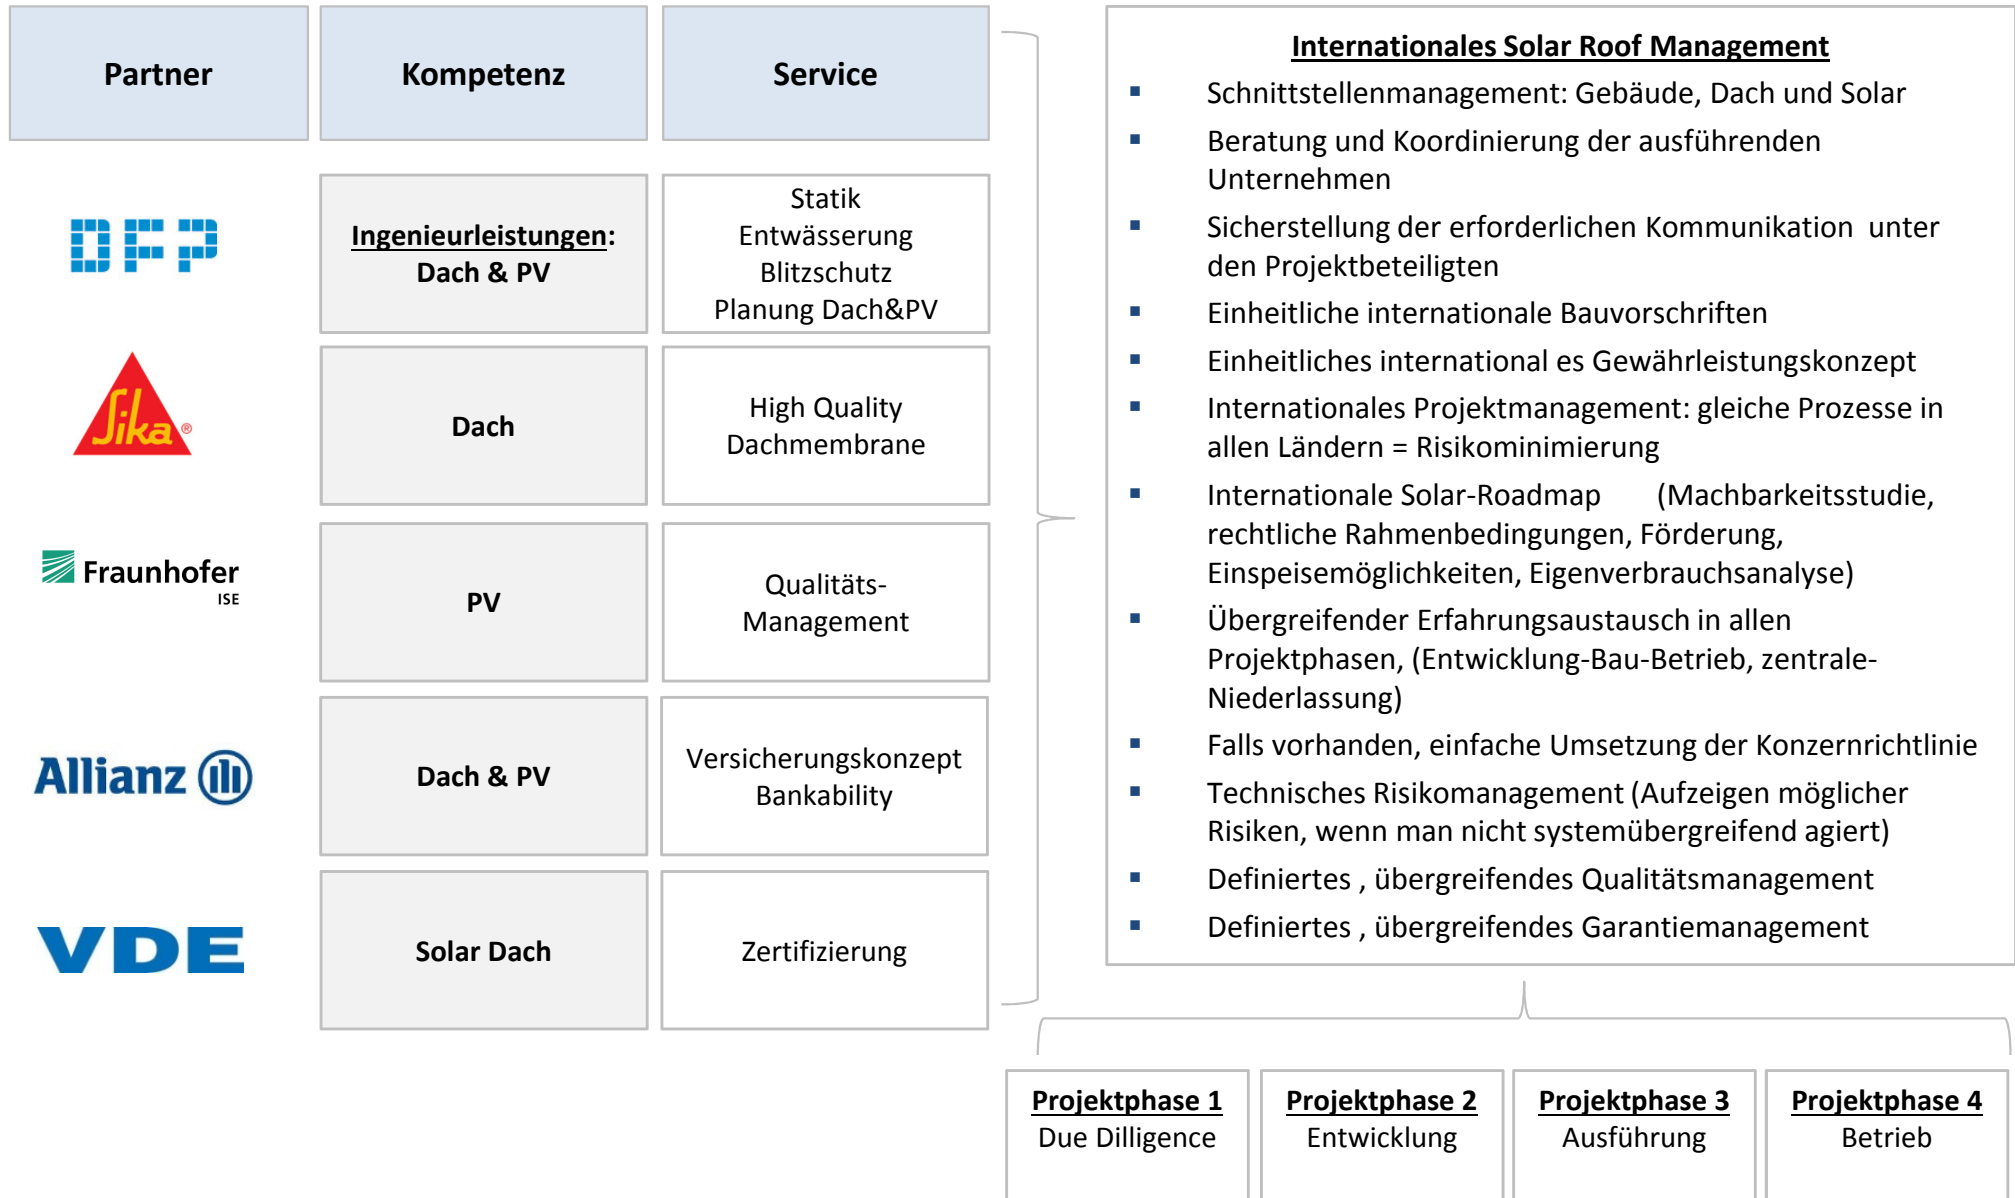 Partner
Kompetenz
Service
DFP
Ingenieurleistungen:
Dach & PV
Statik
Entwässerung
Blitzschutz
Planung Dach&PV
Sika®
Dach
High Quality
Dachmembrane
Fraunhofer
ISE
PV
Qualitäts-
Management
Allianz
Dach & PV
Versicherungskonzept
Bankability
VDE
Solar Dach
Zertifizierung
Internationales Solar Roof Management
▪ Schnittstellenmanagement: Gebäude, Dach und Solar
▪ Beratung und Koordinierung der ausführenden
Unternehmen
▪ Sicherstellung der erforderlichen Kommunikation unter
den Projektbeteiligten
▪ Einheitliche internationale Bauvorschriften
▪ Einheitliches international es Gewährleistungskonzept
▪ Internationales Projektmanagement: gleiche Prozesse in
allen Ländern = Risikominimierung
▪ Internationale Solar-Roadmap (Machbarkeitsstudie,
rechtliche Rahmenbedingungen, Förderung,
Einspeisemöglichkeiten, Eigenverbrauchsanalyse)
▪ Übergreifender Erfahrungsaustausch in allen
Projektphasen, (Entwicklung-Bau-Betrieb, zentrale-
Niederlassung)
▪ Falls vorhanden, einfache Umsetzung der Konzernrichtlinie
▪ Technisches Risikomanagement (Aufzeigen möglicher
Risiken, wenn man nicht systemübergreifend agiert)
▪ Definiertes , übergreifendes Qualitätsmanagement
▪ Definiertes , übergreifendes Garantiemanagement
Projektphase 1
Due Dilligence
Projektphase 2
Entwicklung
Projektphase 3
Ausführung
Projektphase 4
Betrieb